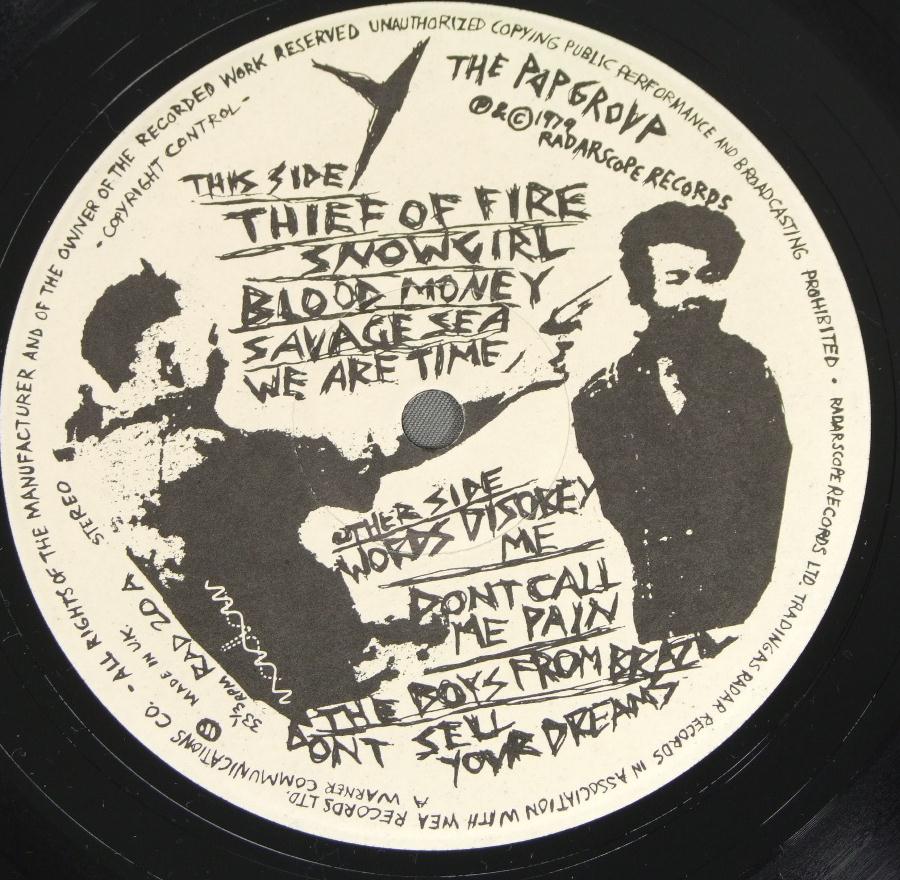 - ALL RIGHTS OF THE MANUFACTURER AND OF THE OWNER OF THE RECORDED WORK RESERVED UNAUTHORIZED COPYING PUBLIC PERFORMANCE AND BROADCASTING PROHIBITED • RADARSCOPE RECORDS LTD. TRADING AS RADAR RECORDS IN ASSOCIATION WITH WEA RECORDS LTD.
A WARNER COMMUNICATIONS CO.
- COPYRIGHT CONTROL -
Y
THE POP GROUP
℗ & © 1979
RADARSCOPE RECORDS
THIS SIDE
THIEF OF FIRE
SNOWGIRL
BLOOD MONEY
SAVAGE SEA
WE ARE TIME
OTHER SIDE
WORDS DISOBEY
ME
DONT CALL
ME PAIN
THE BOYS FROM BRAZIL
DONT SELL
YOUR DREAMS
STEREO
RAD 20 A
MADE IN UK.
33 1/3 RPM